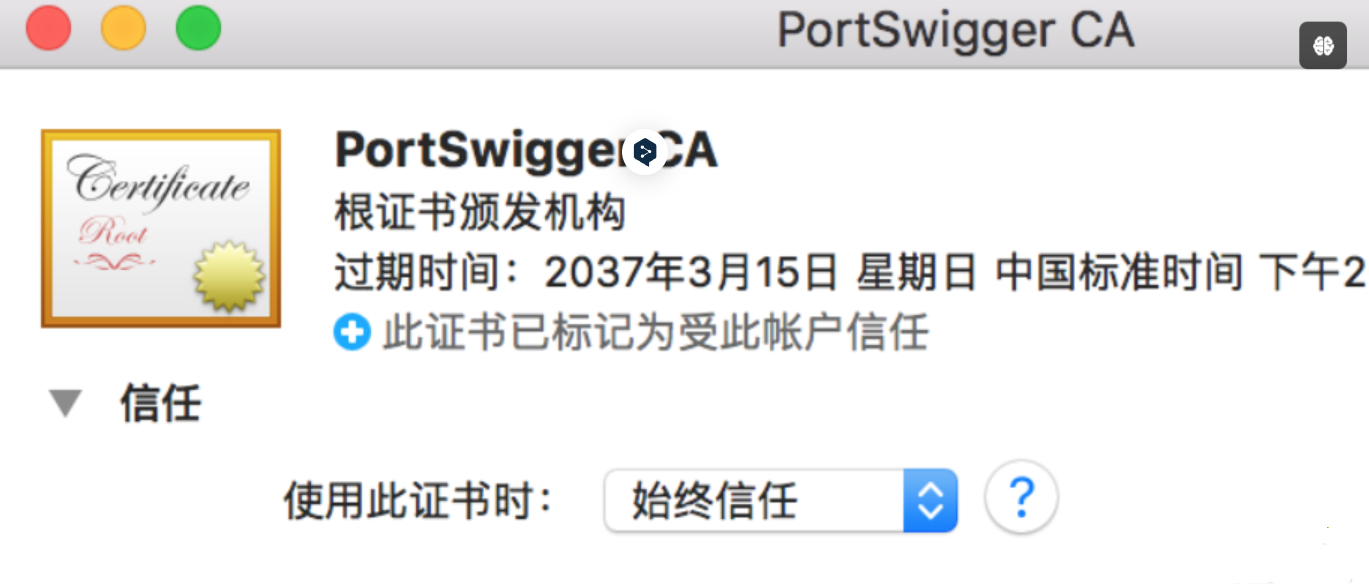 PortSwigger CA
Certificate
Root
PortSwigger CA
根证书颁发机构
过期时间：2037年3月15日 星期日 中国标准时间 下午2
此证书已标记为受此帐户信任
信任
使用此证书时：
始终信任
?